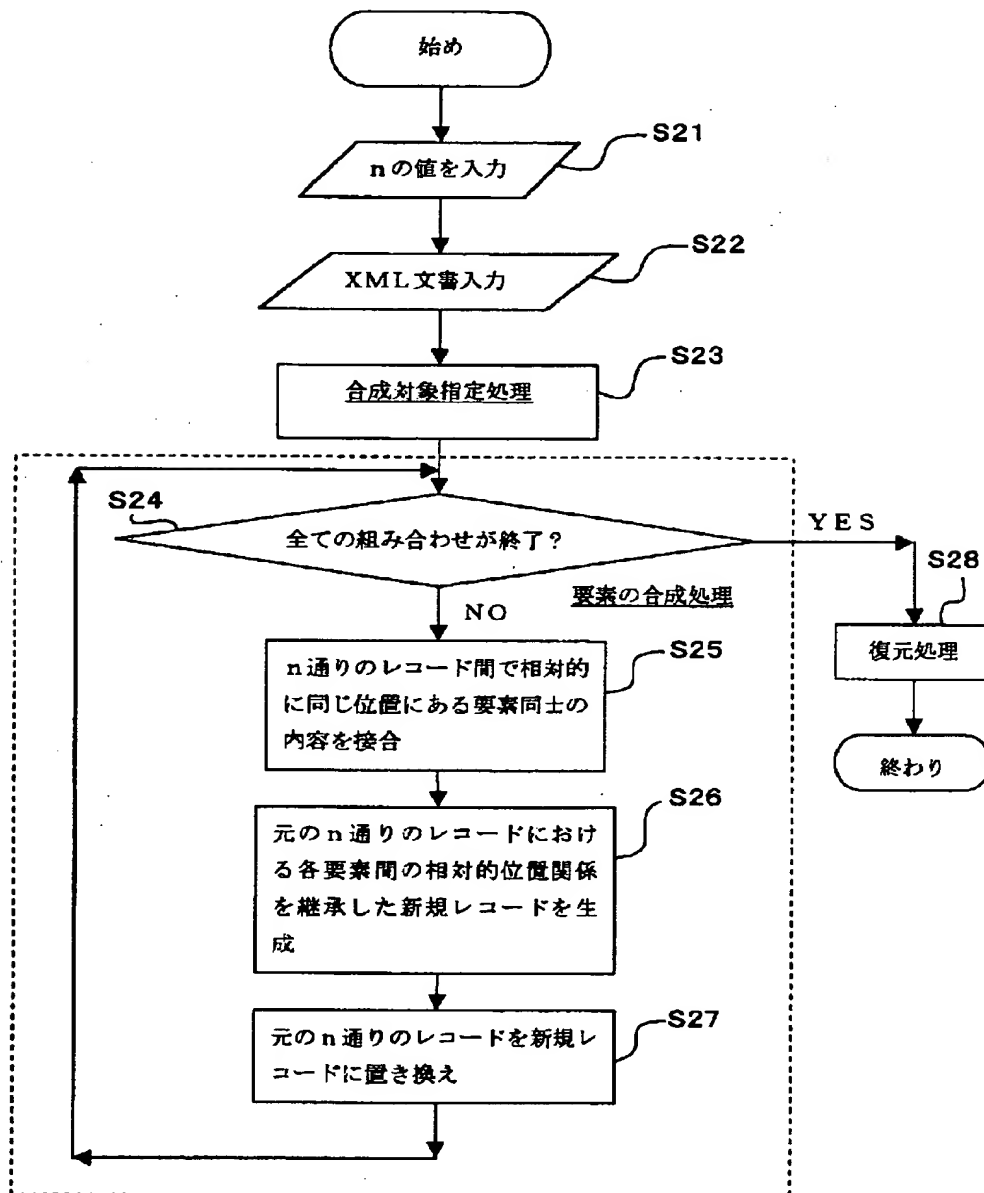 始め
S21
nの値を入力
S22
XML文書入力
S23
合成対象指定処理
S24
全ての組み合わせが終了？
YES
要素の合成処理
NO
S28
復元処理
終わり
S25
n通りのレコード間で相対的
に同じ位置にある要素同士の
内容を接合
S26
元のn通りのレコードにおけ
る各要素間の相対的位置関係
を継承した新規レコードを生
成
S27
元のn通りのレコードを新規レ
コードに置き換え